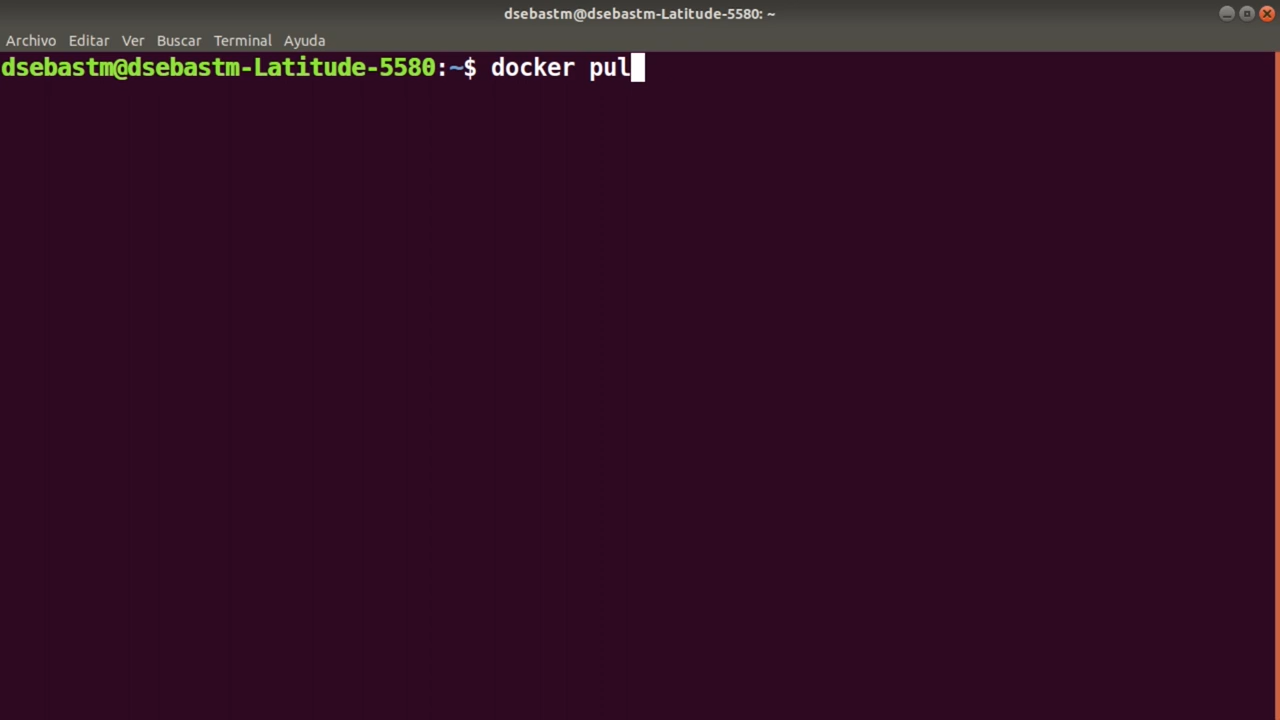 dsebastm@dsebastm-Latitude-5580: ~
Archivo Editar Ver Buscar Terminal Ayuda
dsebastm@dsebastm-Latitude-5580:~$ docker pul